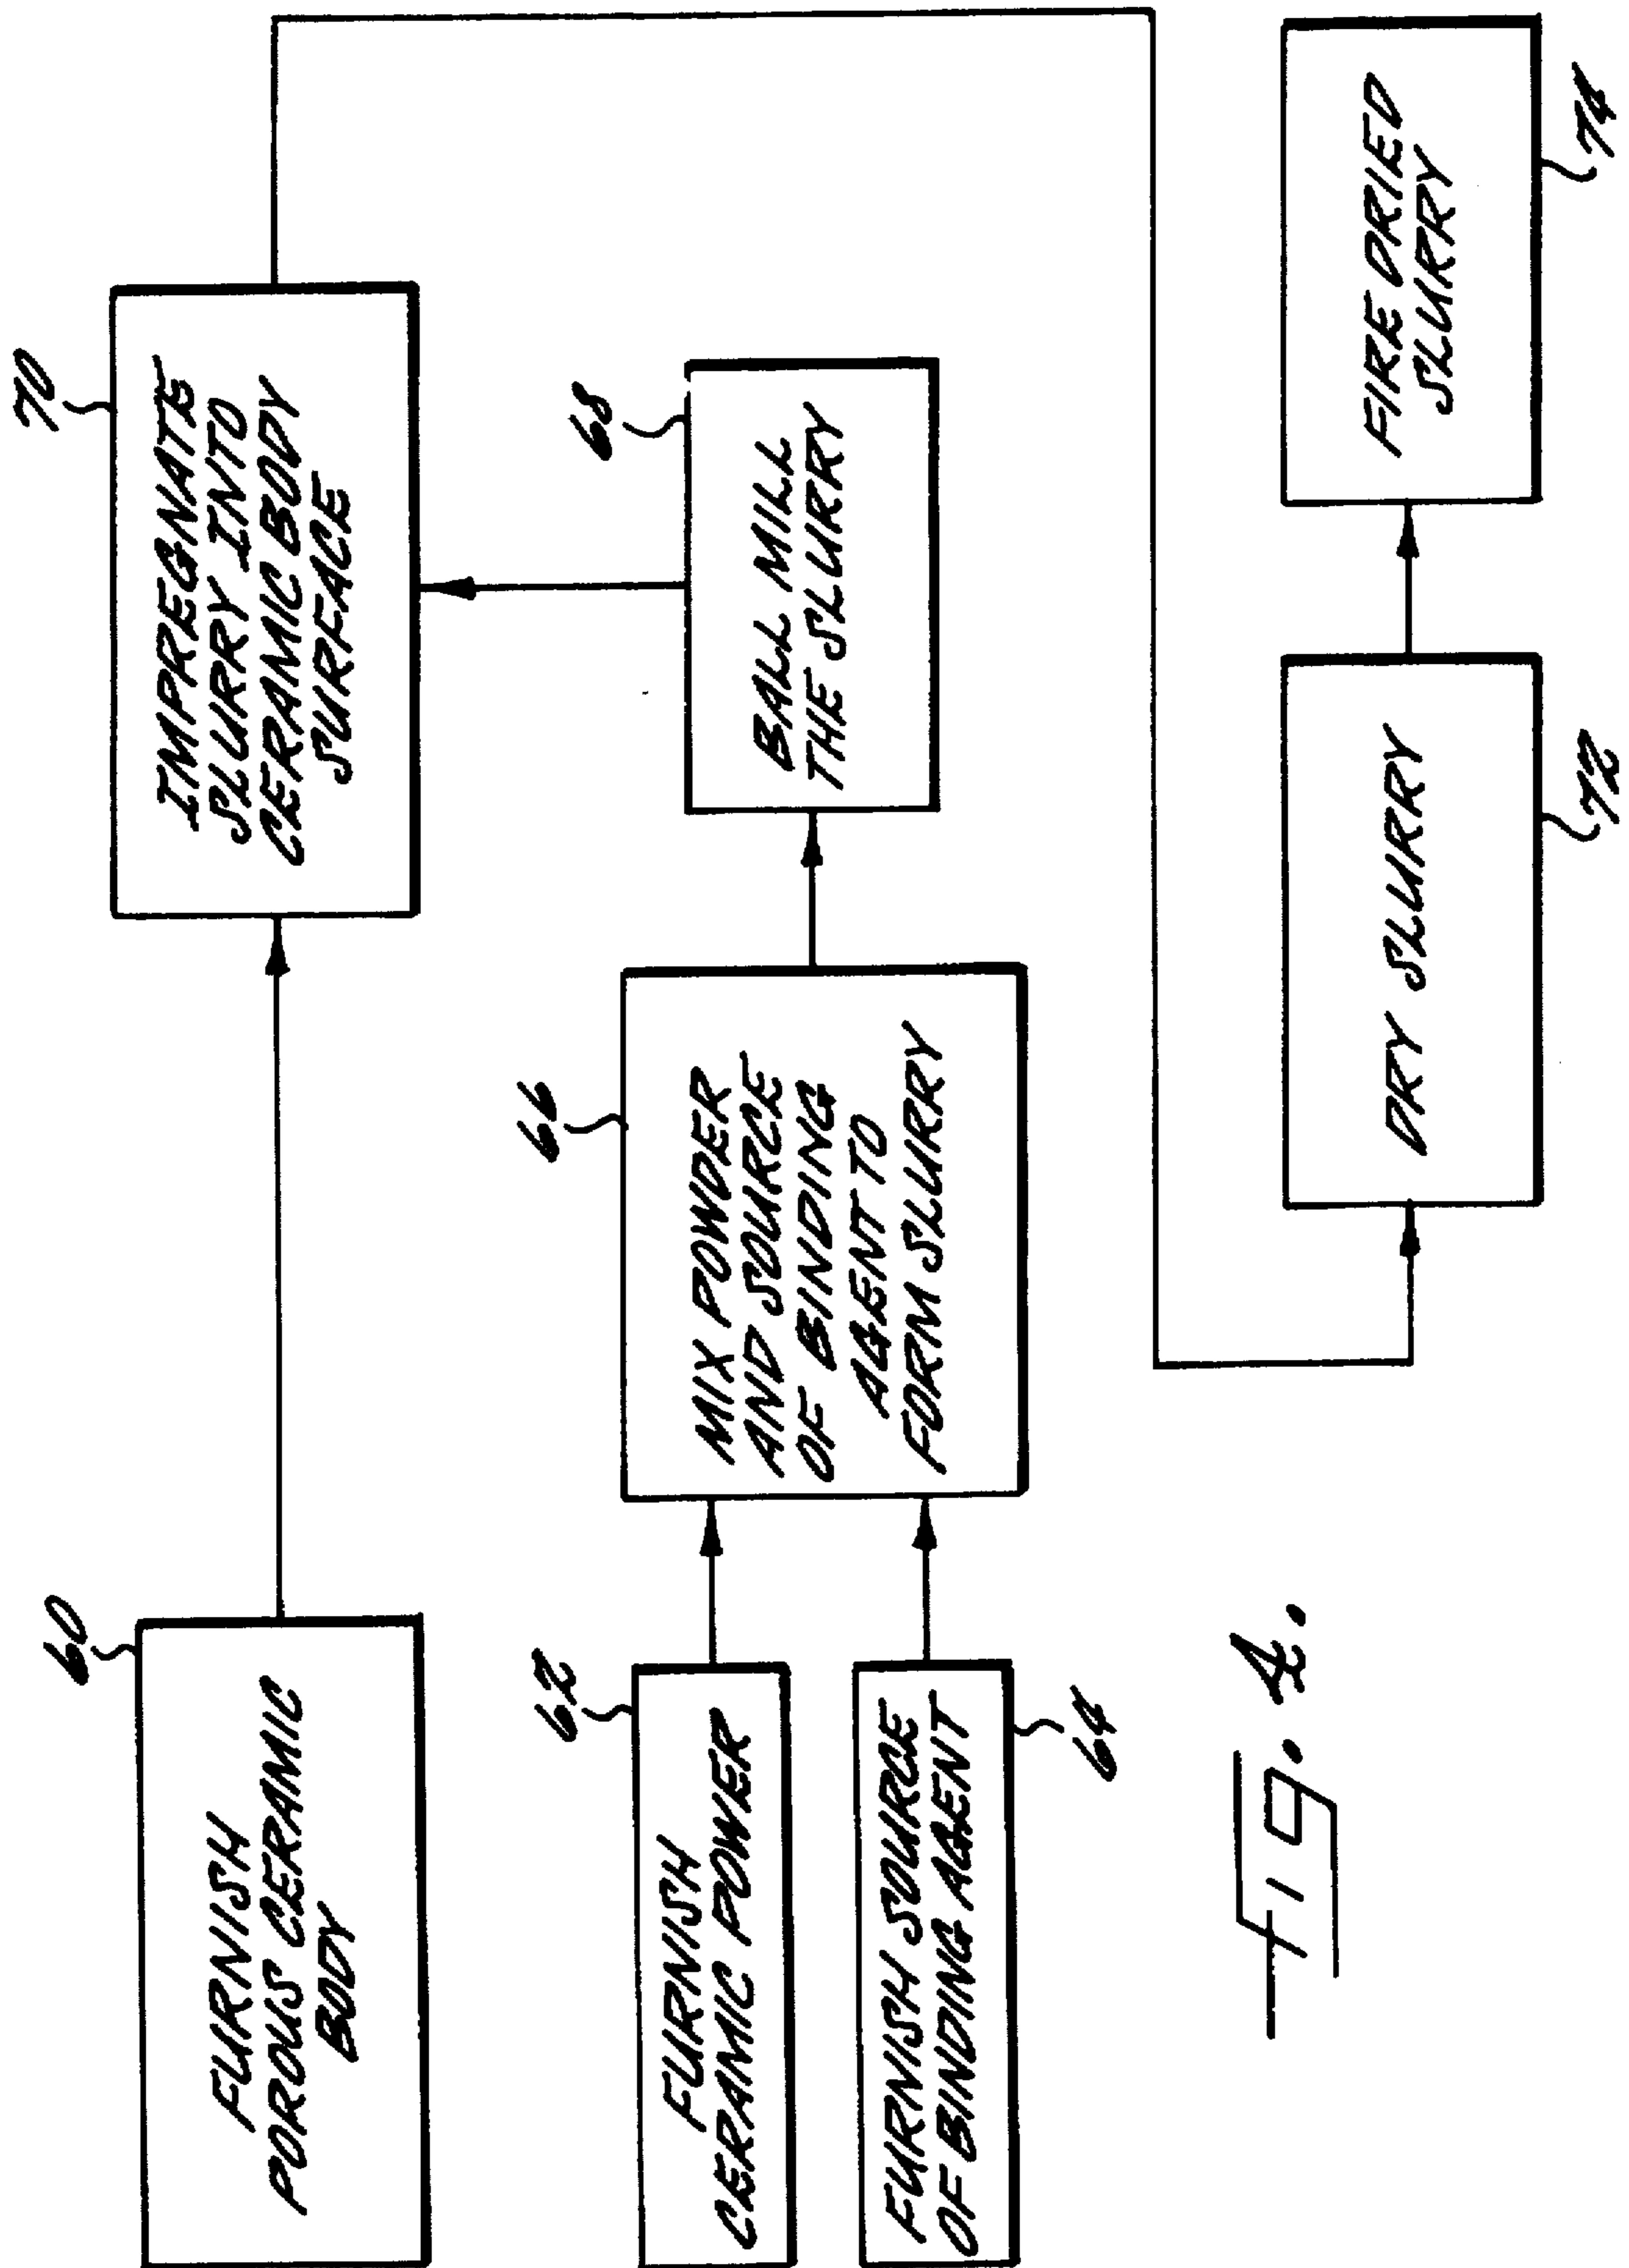 60
FURNISH
POROUS CERAMIC
BODY
70
IMPREGNATE
SLURRY INTO
CERAMIC BODY
SURFACE
62
FURNISH
CERAMIC POWER
FURNISH SOURCE
OF BINDING AGENT
64
66
MIX POWDER
AND SOURCE
OF BINDING
AGENT TO
FORM SLURRY
68
BALL MILL
THE SLURRY
DRY SLURRY
72
FIRE DRIED
SLURRY
74
Fig. 4.